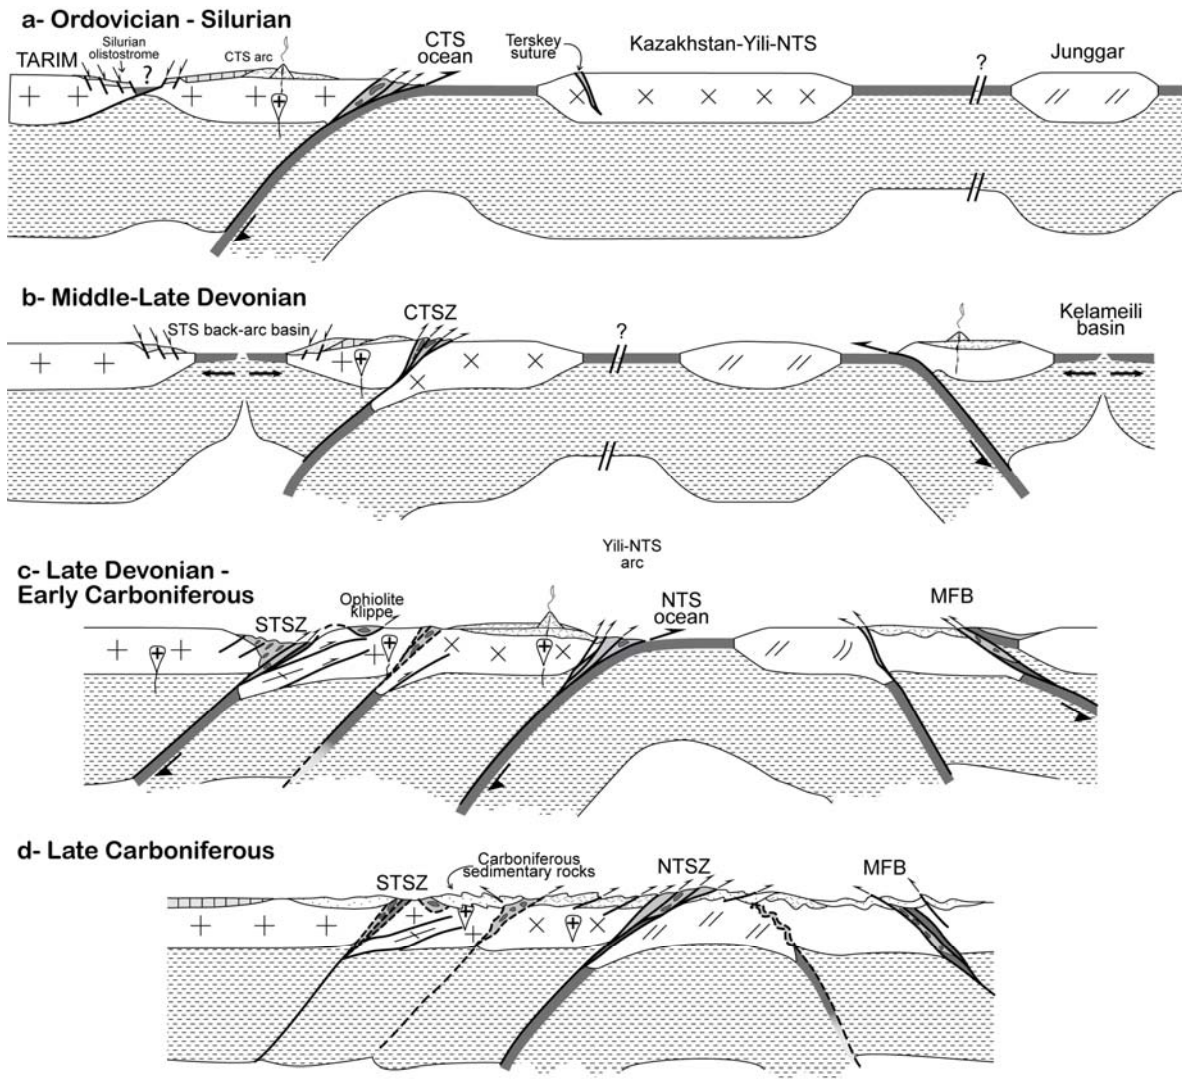 a- Ordovician - Silurian
TARIM
Silurian
olistostrome
?
CTS arc
CTS
ocean
Terskey
suture
Kazakhstan-Yili-NTS
?
Junggar
b- Middle-Late Devonian
STS back-arc basin
CTSZ
?
Kelameili
basin
c- Late Devonian -
Early Carboniferous
STSZ
Ophiolite
klippe
Yili-NTS
arc
NTS
ocean
MFB
d- Late Carboniferous
STSZ
Carboniferous
sedimentary rocks
NTSZ
MFB